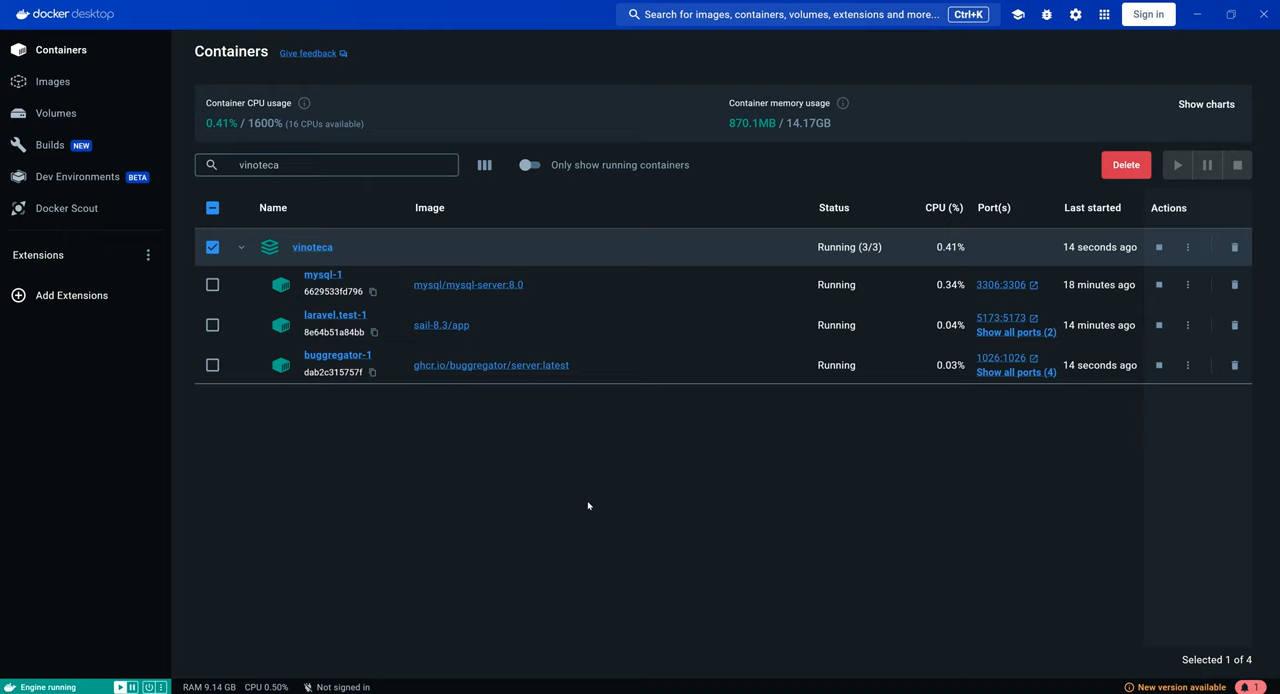 docker desktop
Search for images, containers, volumes, extensions and more... Ctrl+K
Sign in
Containers
Images
Volumes
Builds NEW
Dev Environments BETA
Docker Scout
Extensions
Add Extensions
Containers Give feedback
Container CPU usage
0.41% / 1600% (16 CPUs available)
Container memory usage
870.1MB / 14.17GB
Show charts
vinoteca
Only show running containers
Delete
Name Image Status CPU (%) Port(s) Last started Actions
vinoteca Running (3/3) 0.41% 14 seconds ago
mysql-1
6629533fd796
mysql/mysql-server:8.0 Running 0.34% 3306:3306 18 minutes ago
laravel.test-1
8e64b51a84bb
sail-8.3/app Running 0.04% 5173:5173
Show all ports (2)
14 minutes ago
buggregator-1
dab2c315757f
ghcr.io/buggregator/server:latest Running 0.03% 1026:1026
Show all ports (4)
14 seconds ago
Selected 1 of 4
Engine running
RAM 9.14 GB CPU 0.50% Not signed in
New version available 1